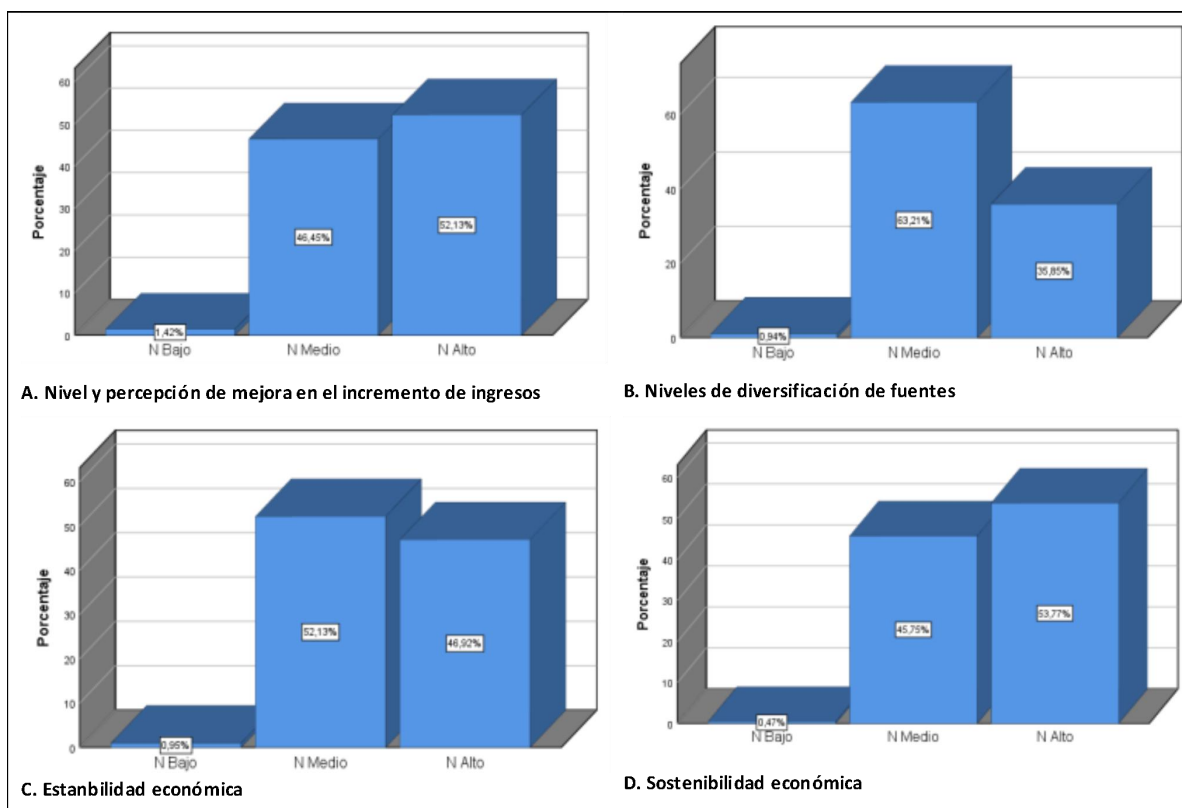 Porcentaje
60
50
40
30
20
10
0
1,42%
46,45%
52,13%
N Bajo
N Medio
N Alto
A. Nivel y percepción de mejora en el incremento de ingresos
Porcentaje
60
40
20
0
0,94%
63,21%
35,85%
N Bajo
N Medio
N Alto
B. Niveles de diversificación de fuentes
Porcentaje
60
50
40
30
20
10
0
0,95%
52,13%
46,92%
N Bajo
N Medio
N Alto
C. Estanbilidad económica
Porcentaje
60
50
40
30
20
10
0
0,47%
45,75%
53,77%
N Bajo
N Medio
N Alto
D. Sostenibilidad económica